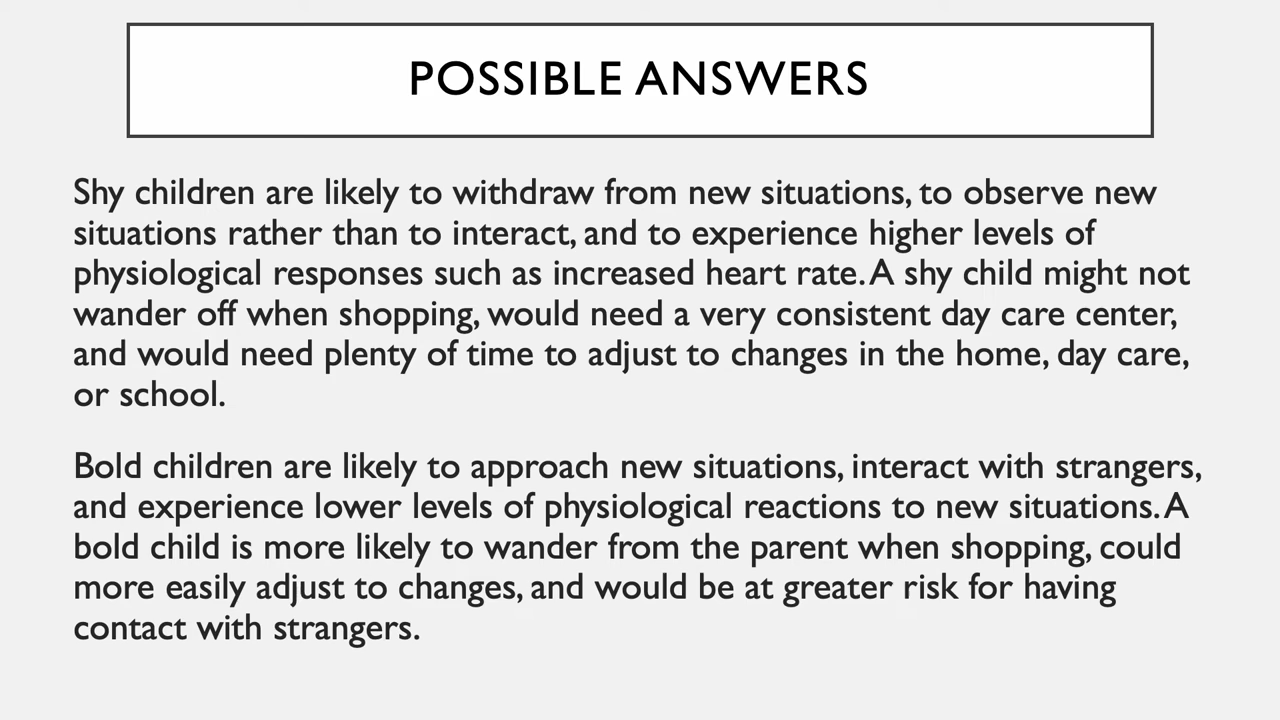 POSSIBLE ANSWERS
Shy children are likely to withdraw from new situations, to observe new
situations rather than to interact, and to experience higher levels of
physiological responses such as increased heart rate. A shy child might not
wander off when shopping, would need a very consistent day care center,
and would need plenty of time to adjust to changes in the home, day care,
or school.
Bold children are likely to approach new situations, interact with strangers,
and experience lower levels of physiological reactions to new situations. A
bold child is more likely to wander from the parent when shopping, could
more easily adjust to changes, and would be at greater risk for having
contact with strangers.